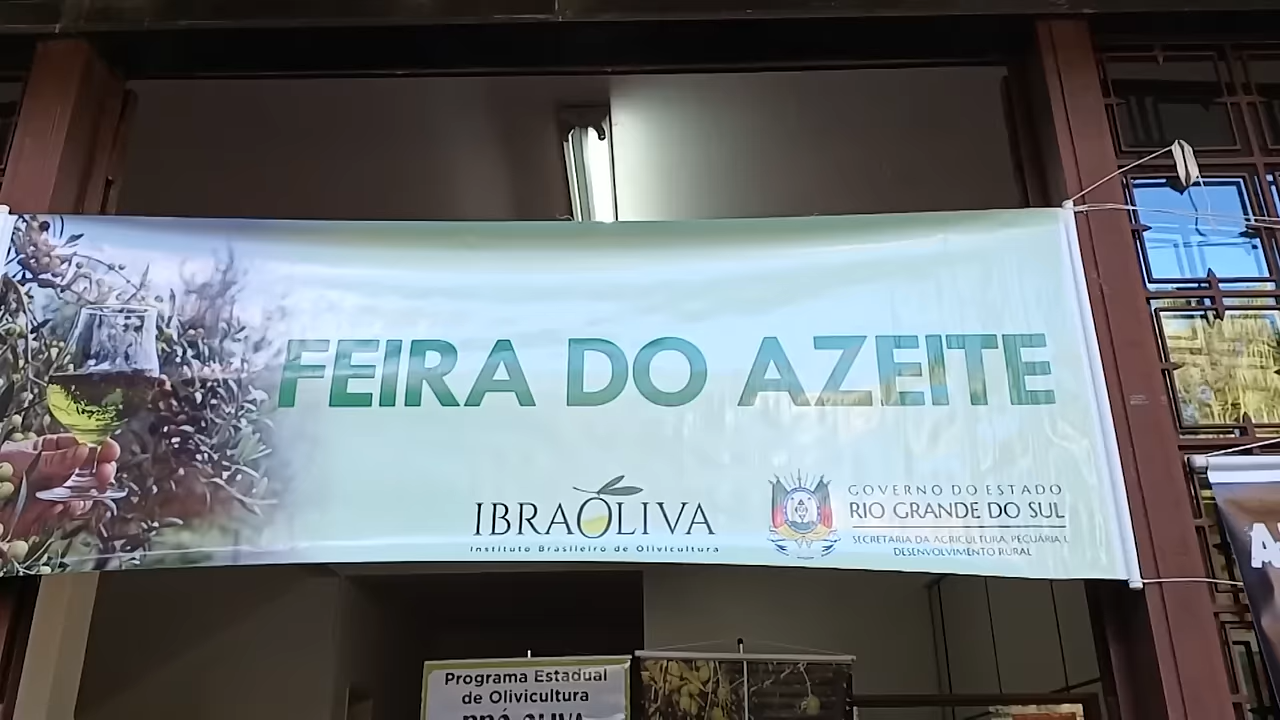 FEIRA DO AZEITE
IBRAOLIVA
Instituto Brasileiro de Olivicultura
GOVERNO DO ESTADO
RIO GRANDE DO SUL
SECRETARIA DA AGRICULTURA, PECUÁRIA
DESENVOLVIMENTO RURAL
Programa Estadual
de Olivicultura
PRÓ-OLIVA